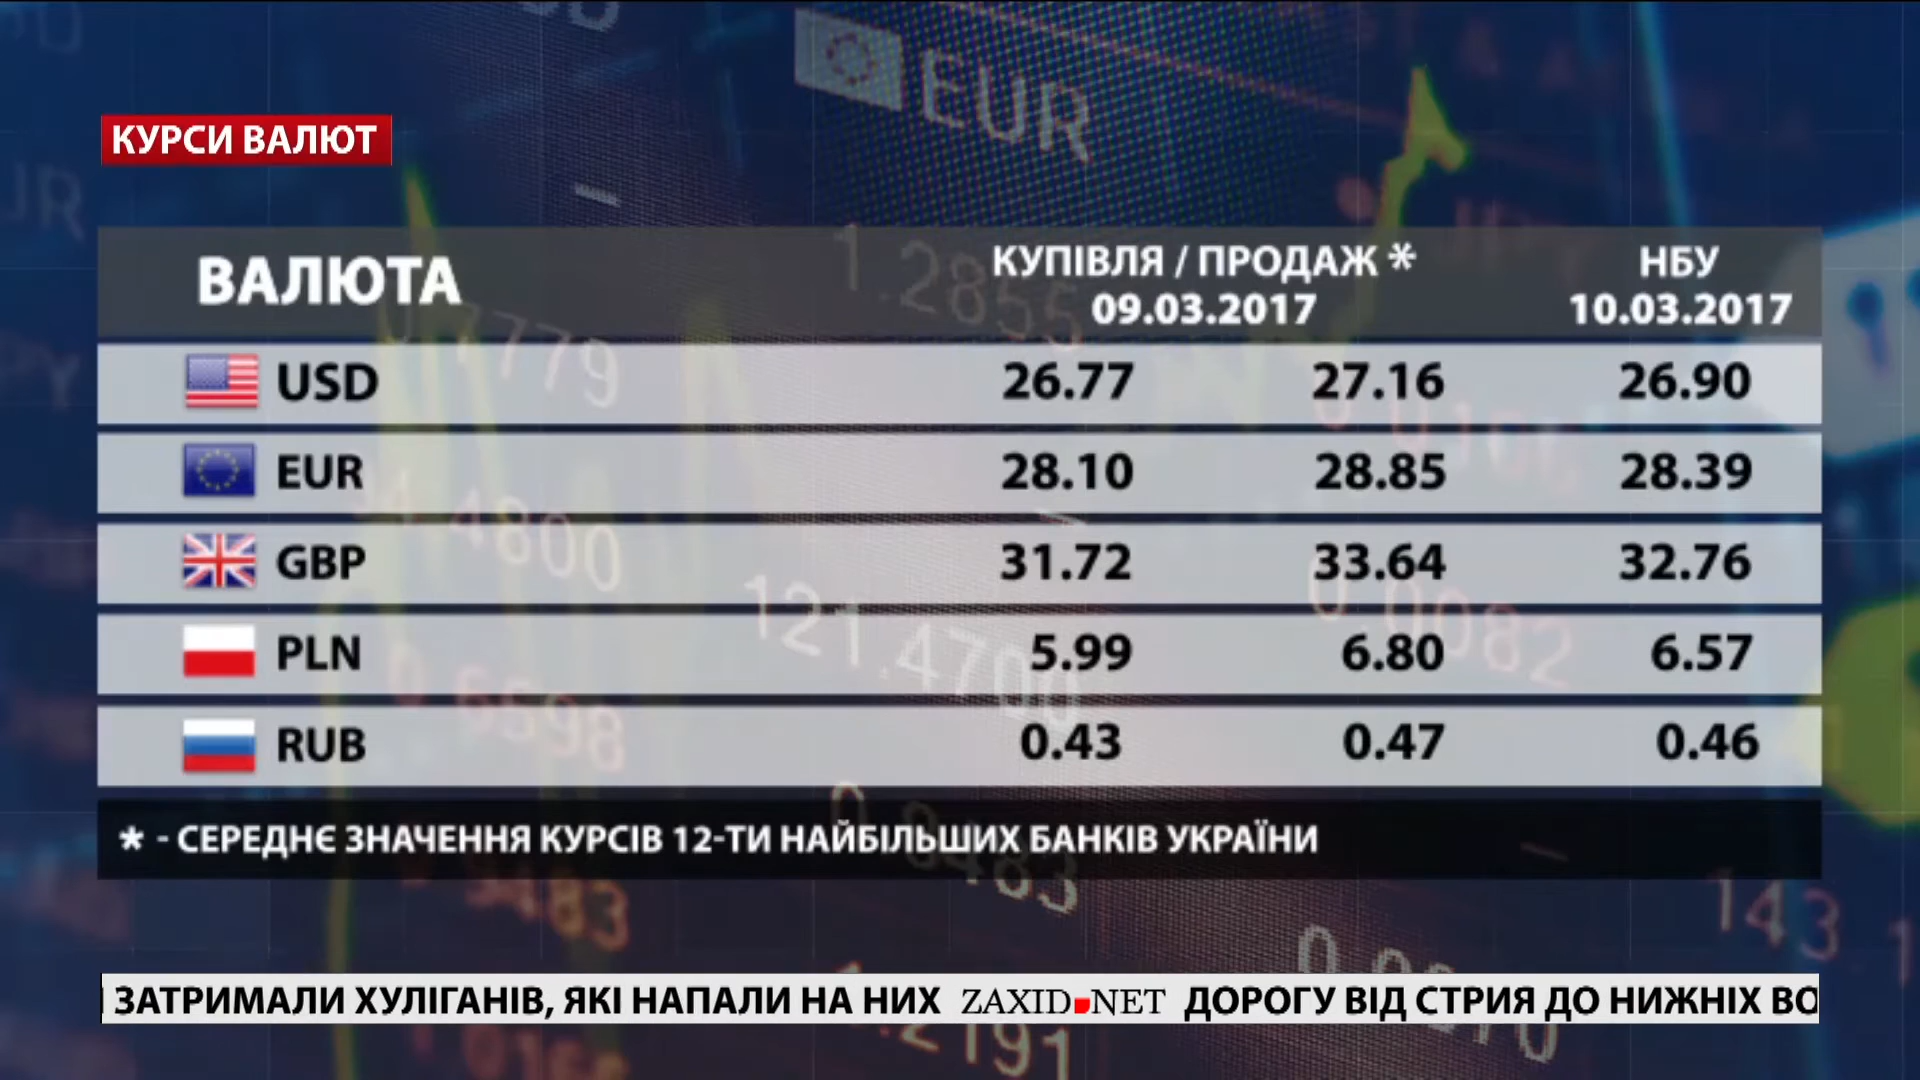 EUR
КУРСИ ВАЛЮТ
ВАЛЮТА
КУПІВЛЯ / ПРОДАЖ *
09.03.2017
НБУ
10.03.2017
USD 26.77 27.16 26.90
EUR 28.10 28.85 28.39
GBP 31.72 33.64 32.76
PLN 5.99 6.80 6.57
RUB 0.43 0.47 0.46
* - СЕРЕДНЄ ЗНАЧЕННЯ КУРСІВ 12-ТИ НАЙБІЛЬШИХ БАНКІВ УКРАЇНИ
ЗАТРИМАЛИ ХУЛІГАНІВ, ЯКІ НАПАЛИ НА НИХ ZAXID.NET ДОРОГУ ВІД СТРИЯ ДО НИЖНІХ ВО